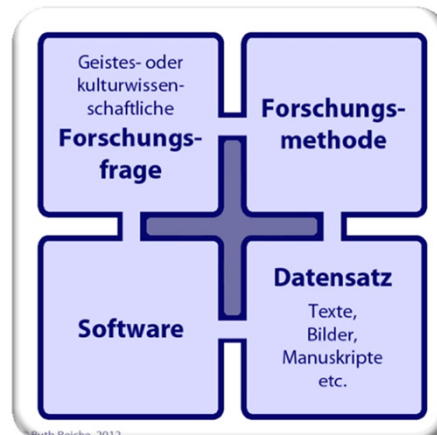 Geistes- oder
kulturwissen-
schaftliche
Forschungs-
frage
Forschungs-
methode
Software
Datensatz
Texte,
Bilder,
Manuskripte
etc.